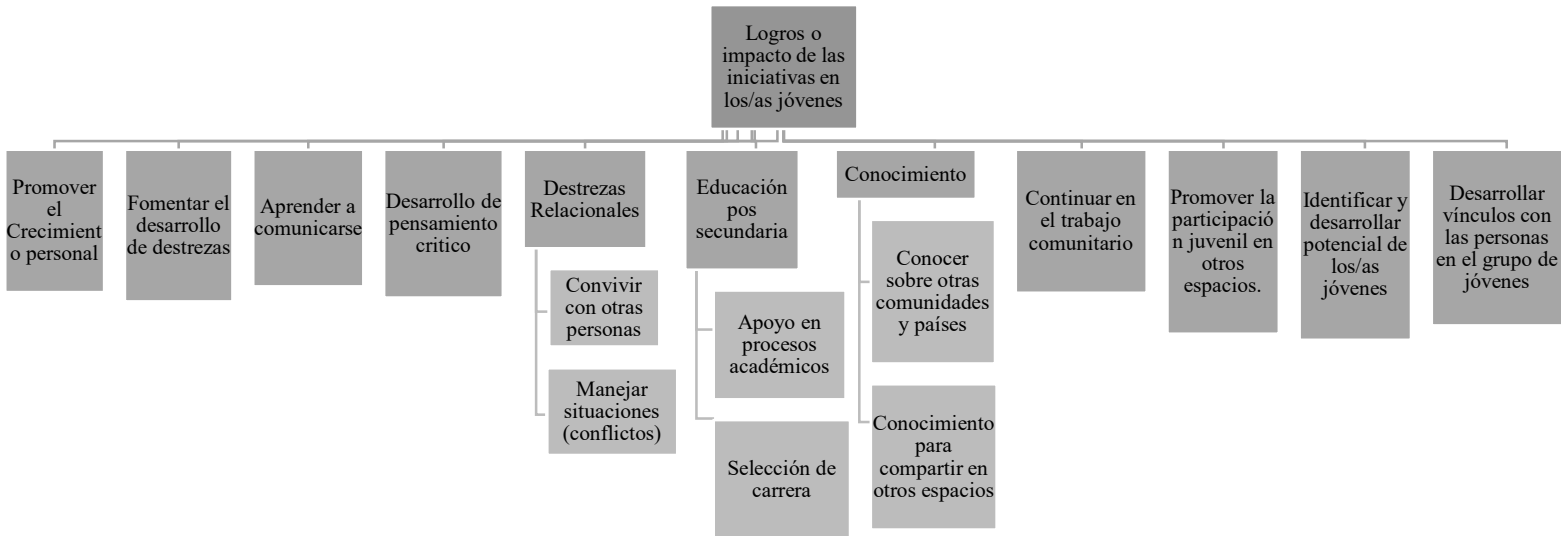 Logros o
impacto de las
iniciativas en
los/as jóvenes
Promover
el
Crecimient
o personal
Fomentar el
desarrollo
de destrezas
Aprender a
comunicarse
Desarrollo de
pensamiento
critico
Destrezas
Relacionales
Convivir
con otras
personas
Manejar
situaciones
(conflictos)
Educación
pos
secundaria
Apoyo en
procesos
académicos
Selección de
carrera
Conocimiento
Conocer
sobre otras
comunidades
y países
Conocimiento
para
compartir en
otros espacios
Continuar en
el trabajo
comunitario
Promover la
participació
n juvenil en
otros
espacios.
Identificar y
desarrollar
potencial de
los/as
jóvenes
Desarrollar
vínculos con
las personas
en el grupo de
jóvenes